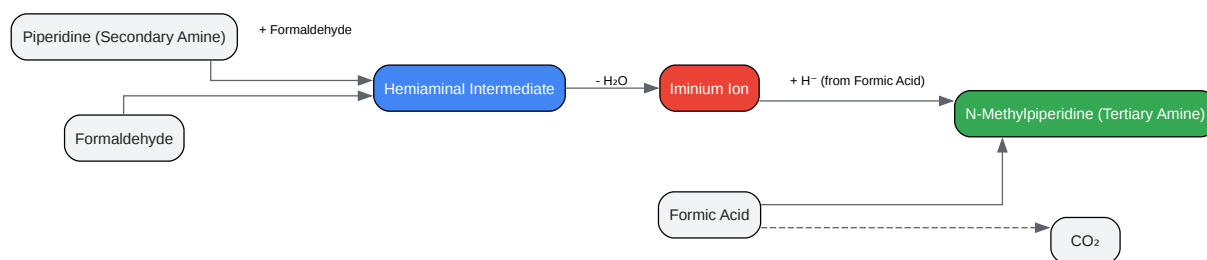 Piperidine (Secondary Amine)
+ Formaldehyde
Formaldehyde
Hemiaminal Intermediate
- H₂O
Iminium Ion
+ H⁻ (from Formic Acid)
N-Methylpiperidine (Tertiary Amine)
Formic Acid
CO₂